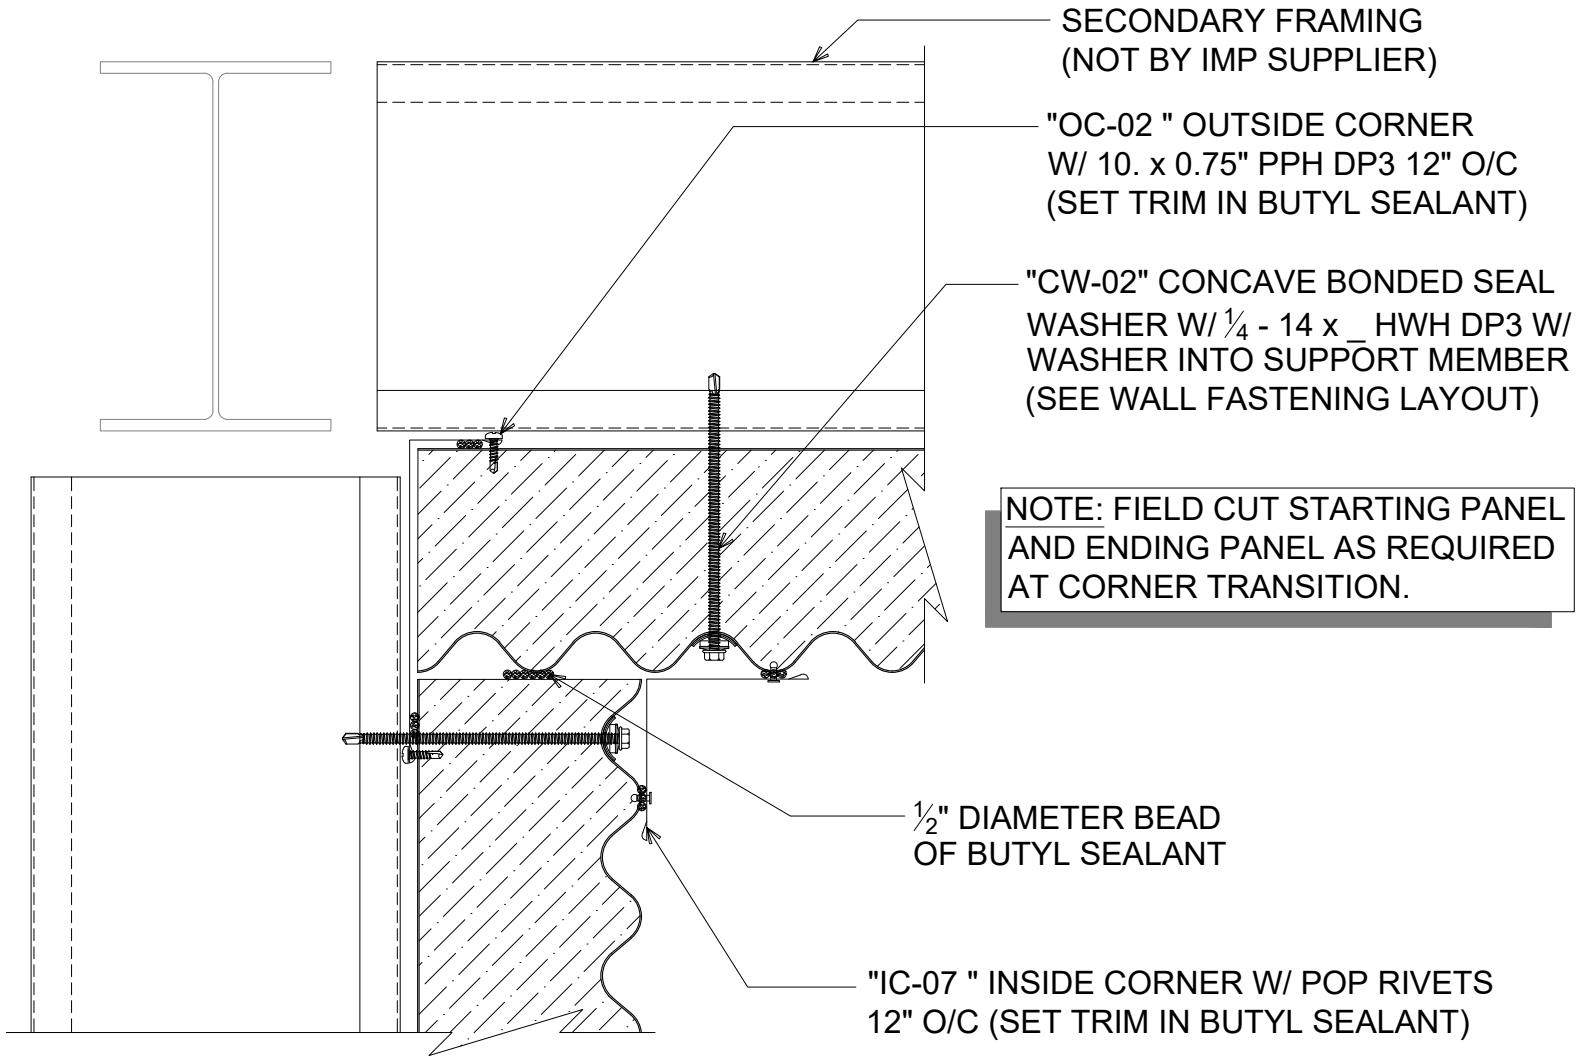 SECONDARY FRAMING
(NOT BY IMP SUPPLIER)
"OC-02 " OUTSIDE CORNER
W/ 10. x 0.75" PPH DP3 12" O/C
(SET TRIM IN BUTYL SEALANT)
"CW-02" CONCAVE BONDED SEAL
WASHER W/ 1/4 - 14 x _ HWH DP3 W/
WASHER INTO SUPPORT MEMBER
(SEE WALL FASTENING LAYOUT)
NOTE: FIELD CUT STARTING PANEL
AND ENDING PANEL AS REQUIRED
AT CORNER TRANSITION.
1/2" DIAMETER BEAD
OF BUTYL SEALANT
"IC-07 " INSIDE CORNER W/ POP RIVETS
12" O/C (SET TRIM IN BUTYL SEALANT)